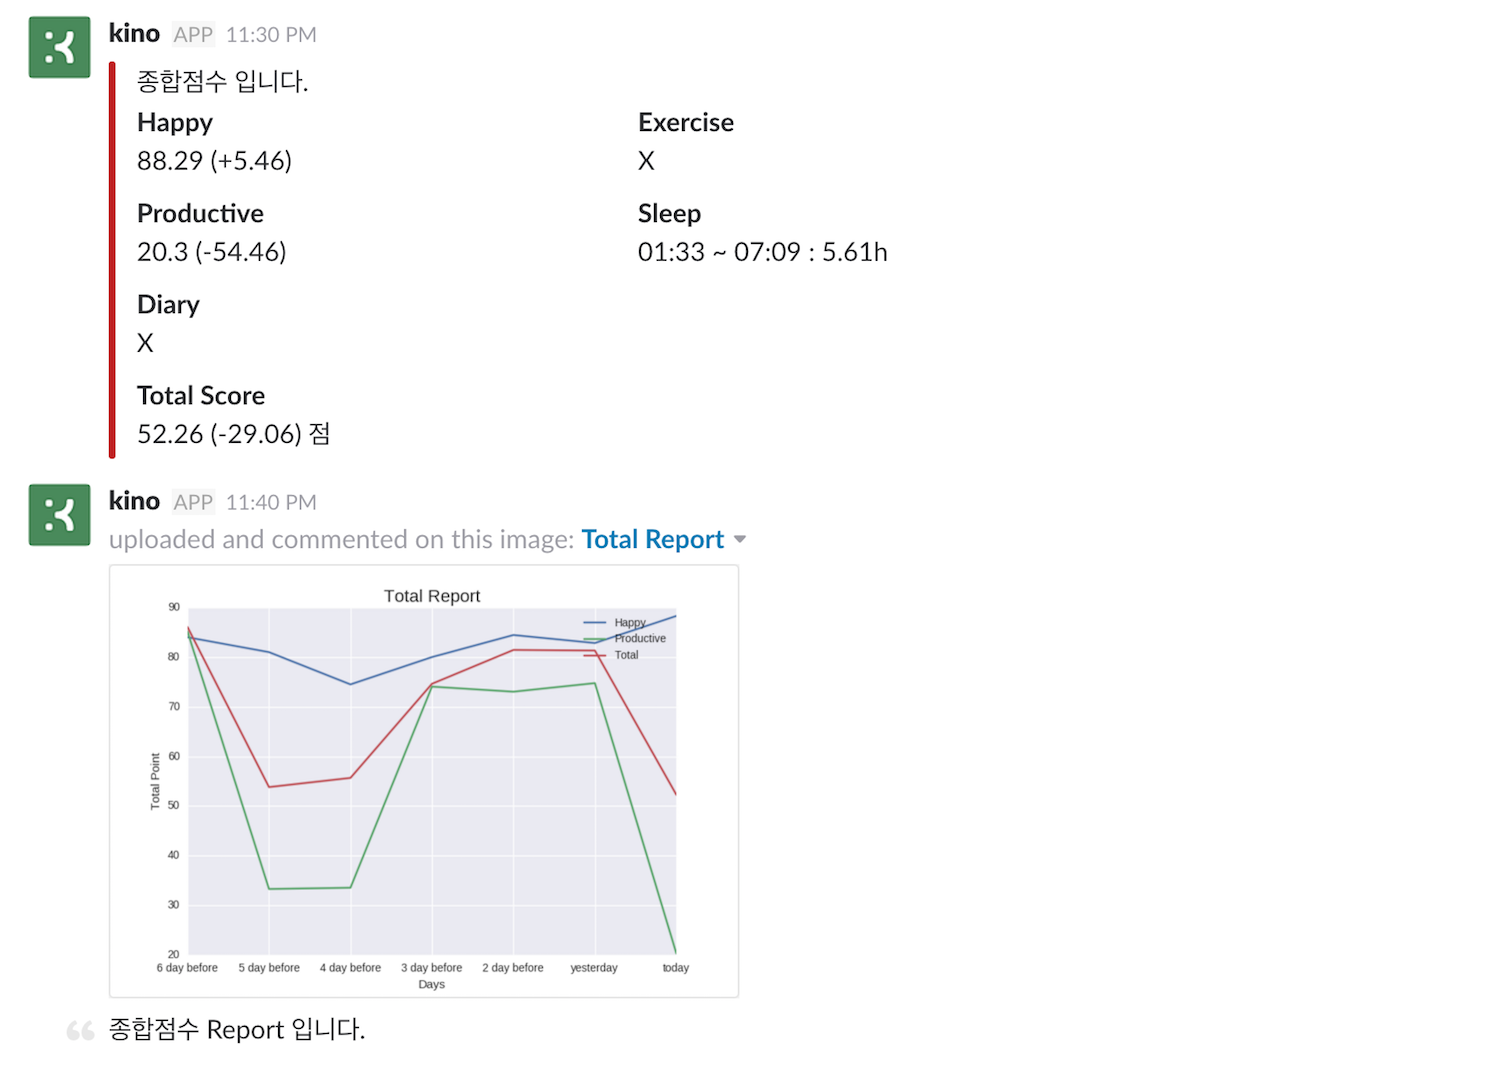 kino APP 11:30 PM
종합점수 입니다.
Happy
88.29 (+5.46)
Exercise
X
Productive
20.3 (-54.46)
Sleep
01:33 ~ 07:09 : 5.61h
Diary
X
Total Score
52.26 (-29.06) 점
kino APP 11:40 PM
uploaded and commented on this image: Total Report
Total Report
90
80
70
60
50
40
30
20
Total Point
Happy
Productive
Total
6 day before 5 day before 4 day before 3 day before 2 day before yesterday today
Days
종합점수 Report 입니다.